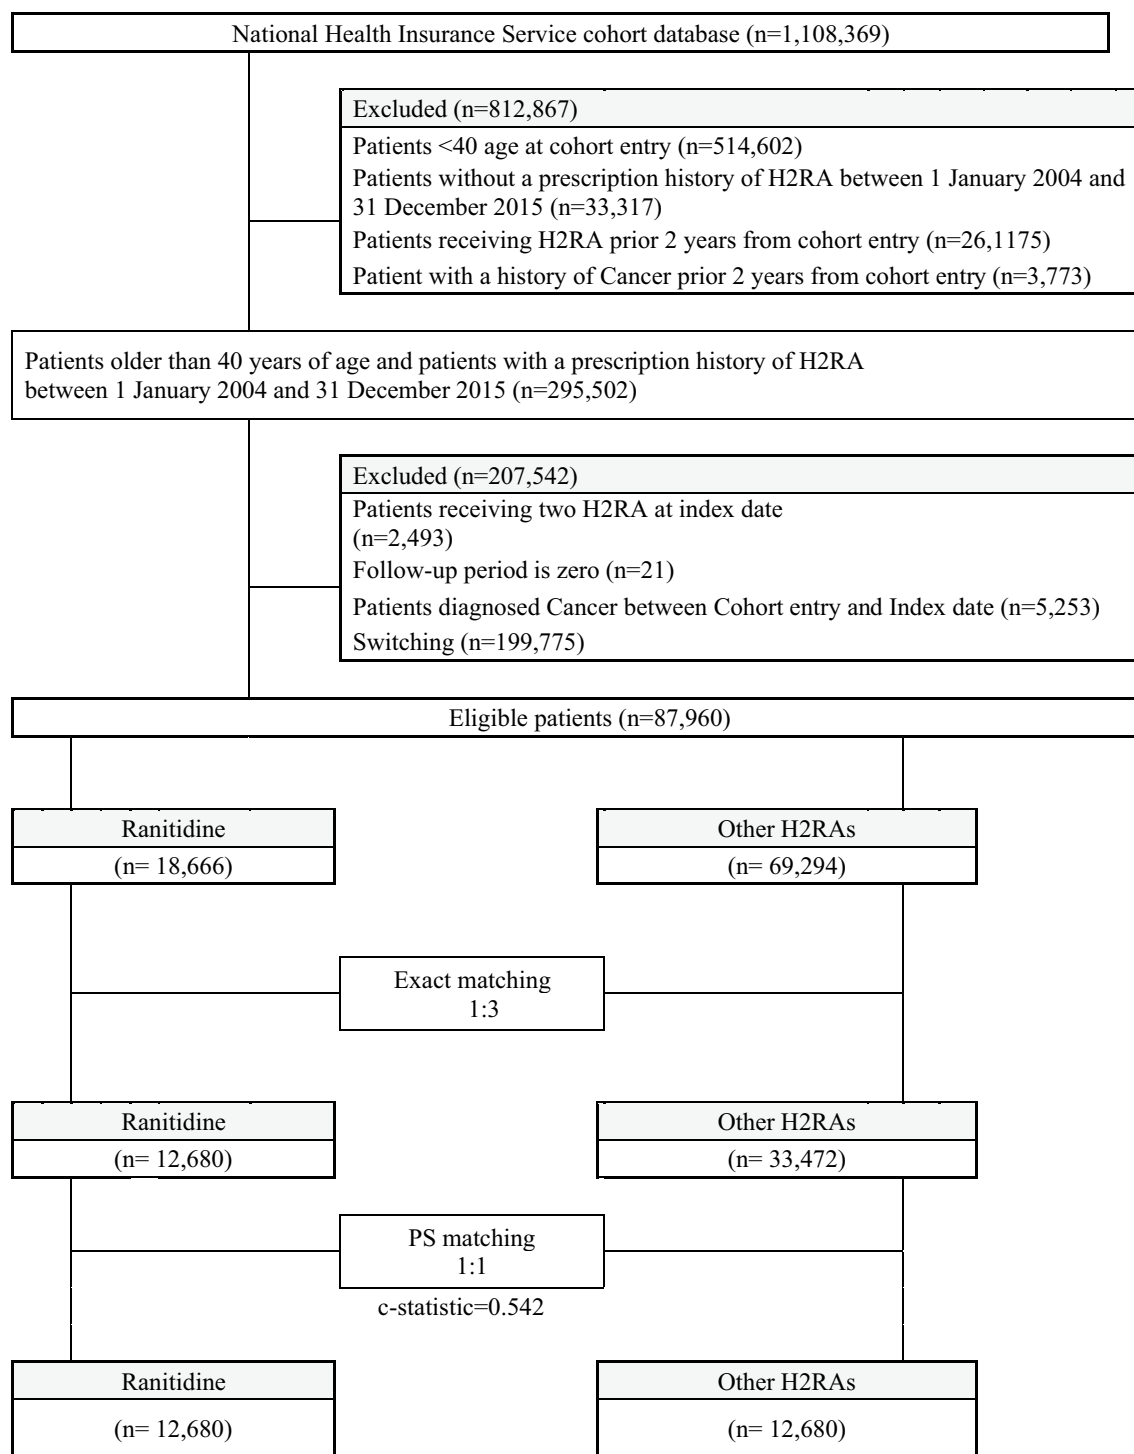 National Health Insurance Service cohort database (n=1,108,369)
Excluded (n=812,867)
Patients <40 age at cohort entry (n=514,602)
Patients without a prescription history of H2RA between 1 January 2004 and
31 December 2015 (n=33,317)
Patients receiving H2RA prior 2 years from cohort entry (n=26,1175)
Patient with a history of Cancer prior 2 years from cohort entry (n=3,773)
Patients older than 40 years of age and patients with a prescription history of H2RA
between 1 January 2004 and 31 December 2015 (n=295,502)
Excluded (n=207,542)
Patients receiving two H2RA at index date
(n=2,493)
Follow-up period is zero (n=21)
Patients diagnosed Cancer between Cohort entry and Index date (n=5,253)
Switching (n=199,775)
Eligible patients (n=87,960)
Ranitidine
(n= 18,666)
Other H2RAs
(n= 69,294)
Exact matching
1:3
Ranitidine
(n= 12,680)
Other H2RAs
(n= 33,472)
PS matching
1:1
c-statistic=0.542
Ranitidine
(n= 12,680)
Other H2RAs
(n= 12,680)